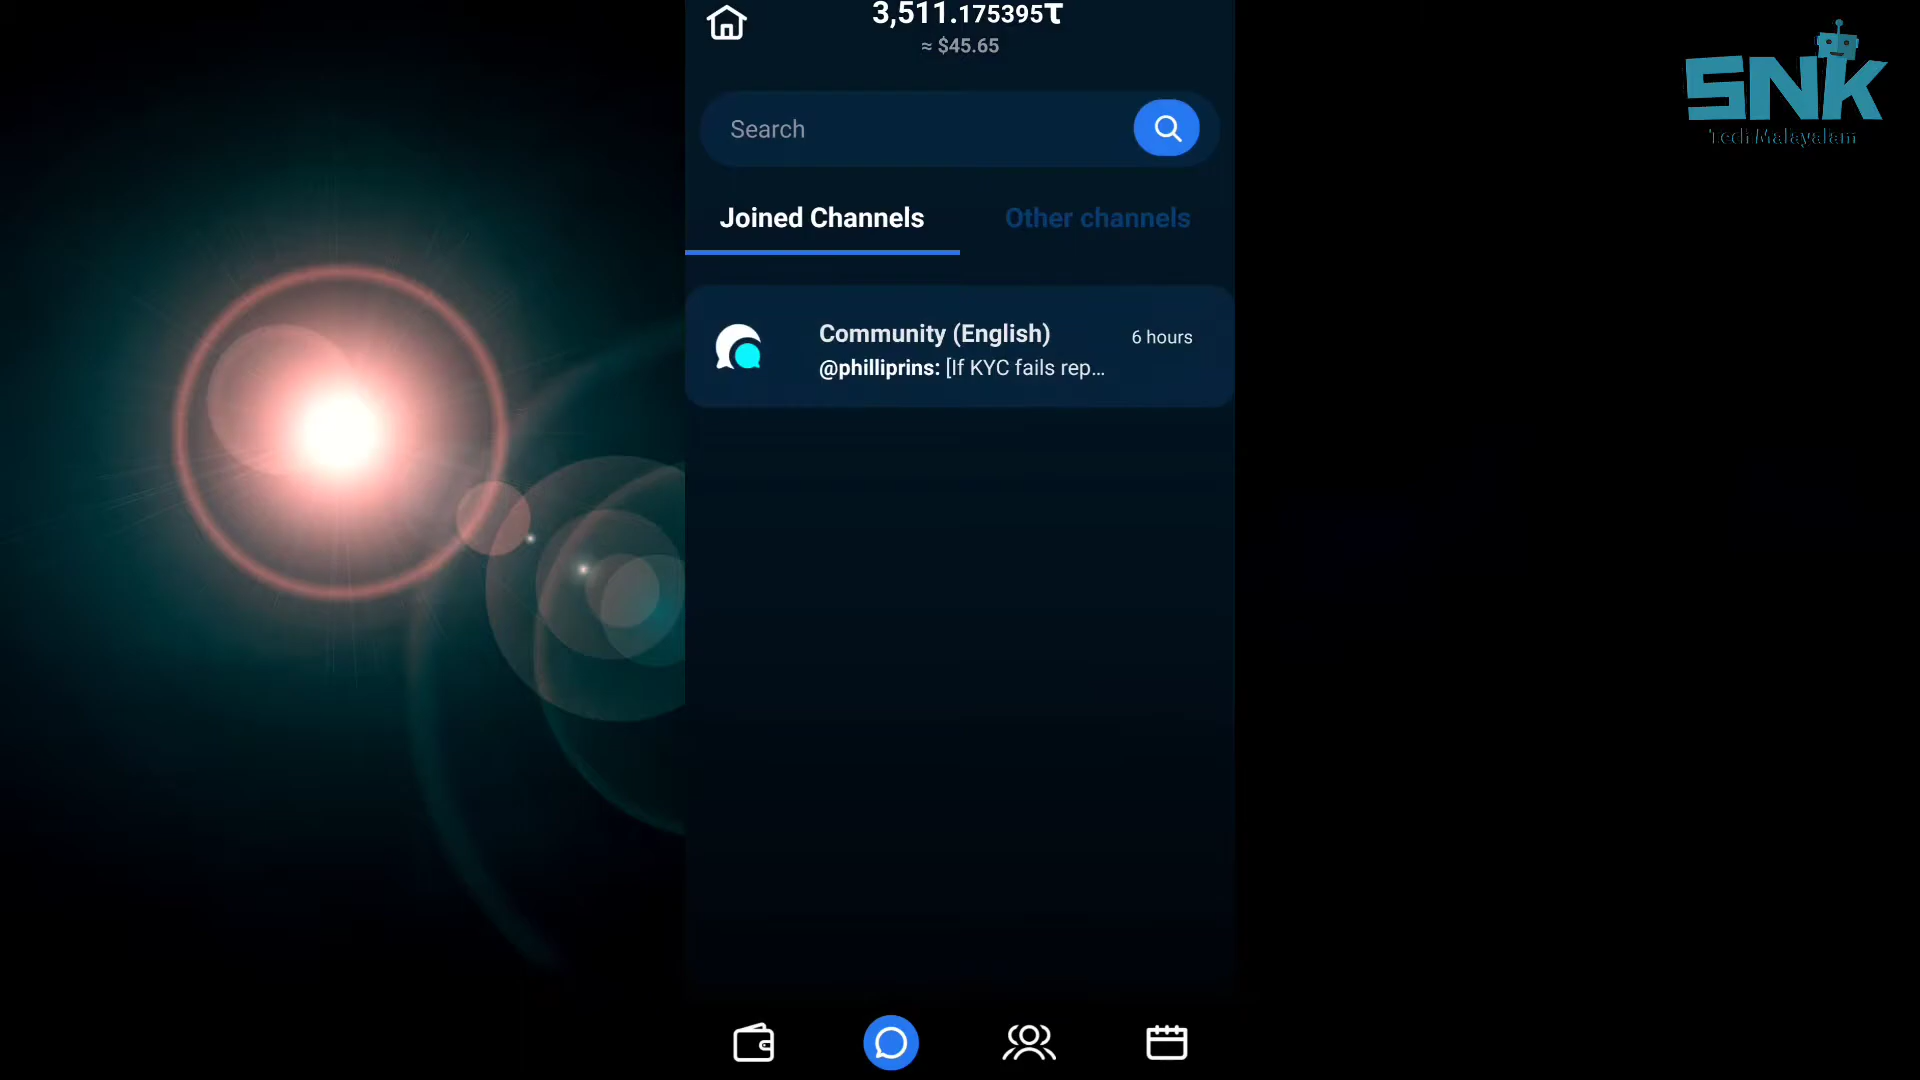 3,511.175395τ
≈ $45.65
Search
Joined Channels
Other channels
Community (English)
6 hours
@philliprins: [If KYC fails rep...
SNK
Tech Malayalam